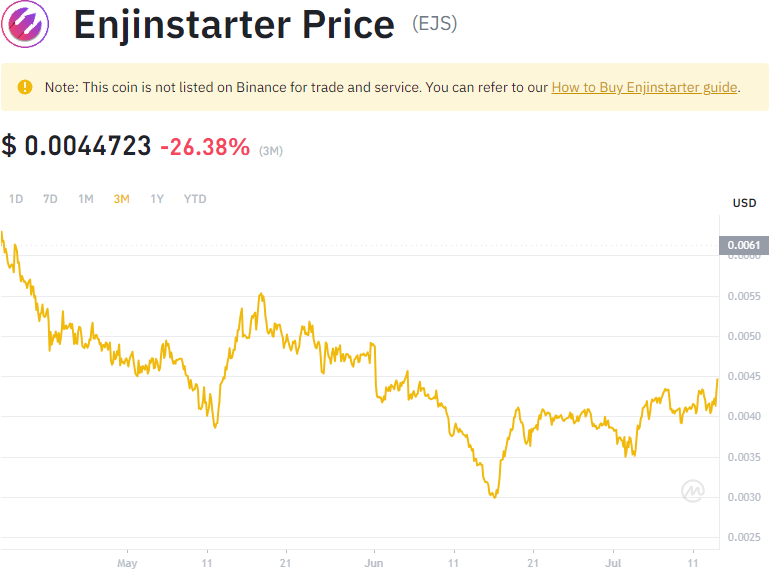 Enjinstarter Price (EJS)
Note: This coin is not listed on Binance for trade and service. You can refer to our How to Buy Enjinstarter guide.
$ 0.0044723 -26.38% (3M)
1D 7D 1M 3M 1Y YTD
USD
0.0061
0.0060
0.0055
0.0050
0.0045
0.0040
0.0035
0.0030
0.0025
May 11 21 Jun 11 21 Jul 11